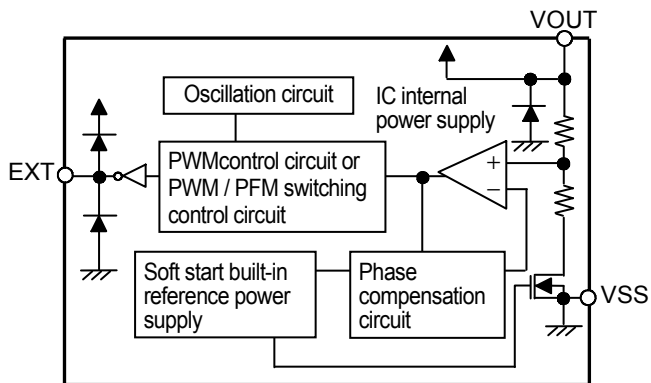 VOUT
Oscillation circuit
IC internal
power supply
EXT
PWMcontrol circuit or
PWM / PFM switching
control circuit
+
−
Soft start built-in
reference power
supply
Phase
compensation
circuit
VSS